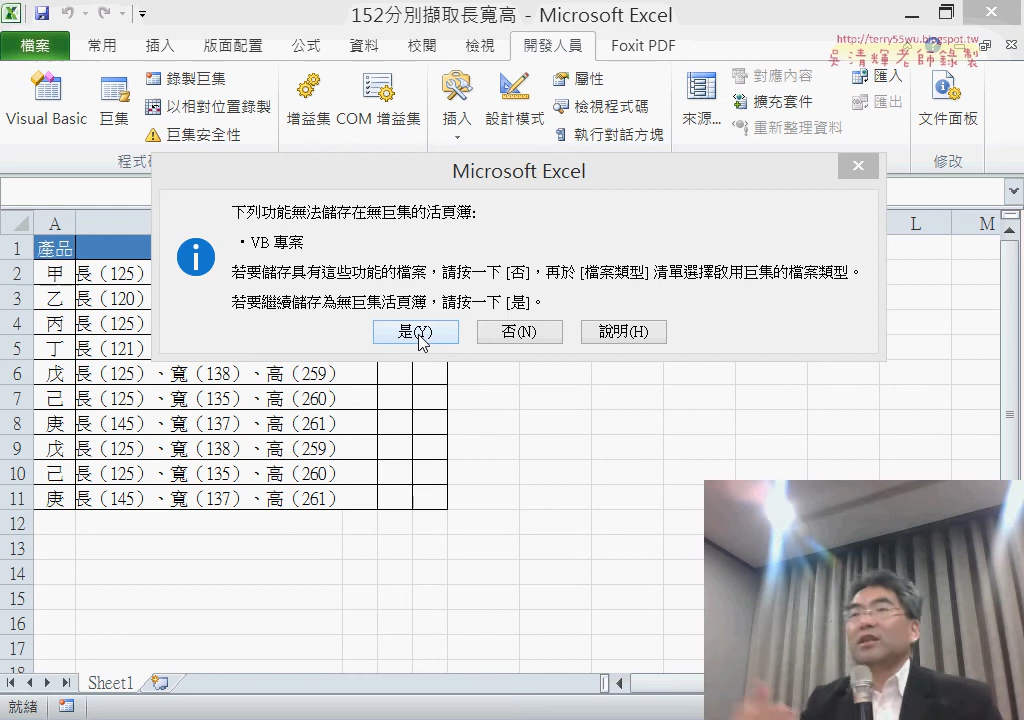 152分別擷取長寬高 - Microsoft Excel
檔案 常用 插入 版面配置 公式 資料 校閱 檢視 開發人員 Foxit PDF
http://terry55wu.blogspot.tw
吳清輝老師錄製
Visual Basic 巨集 錄製巨集 以相對位置錄製 巨集安全性
增益集 COM 增益集
插入 設計模式 屬性 檢視程式碼 執行對話方塊
來源... 對應內容 擴充套件 重新整理資料 匯入 匯出
文件面板
程式 修改
Microsoft Excel
下列功能無法儲存在無巨集的活頁簿:
・VB 專案
若要儲存具有這些功能的檔案，請按一下 [否]，再於 [檔案類型] 清單選擇啟用巨集的檔案類型。
若要繼續儲存為無巨集活頁簿，請按一下 [是]。
是(Y) 否(N) 說明(H)
A L M
1 產品
2 甲 長（125）
3 乙 長（120）
4 丙 長（125）
5 丁 長（121）
6 戊 長（125）、寬（138）、高（259）
7 己 長（125）、寬（135）、高（260）
8 庚 長（145）、寬（137）、高（261）
9 戊 長（125）、寬（138）、高（259）
10 己 長（125）、寬（135）、高（260）
11 庚 長（145）、寬（137）、高（261）
12
13
14
15
16
17
18
Sheet1
就緒